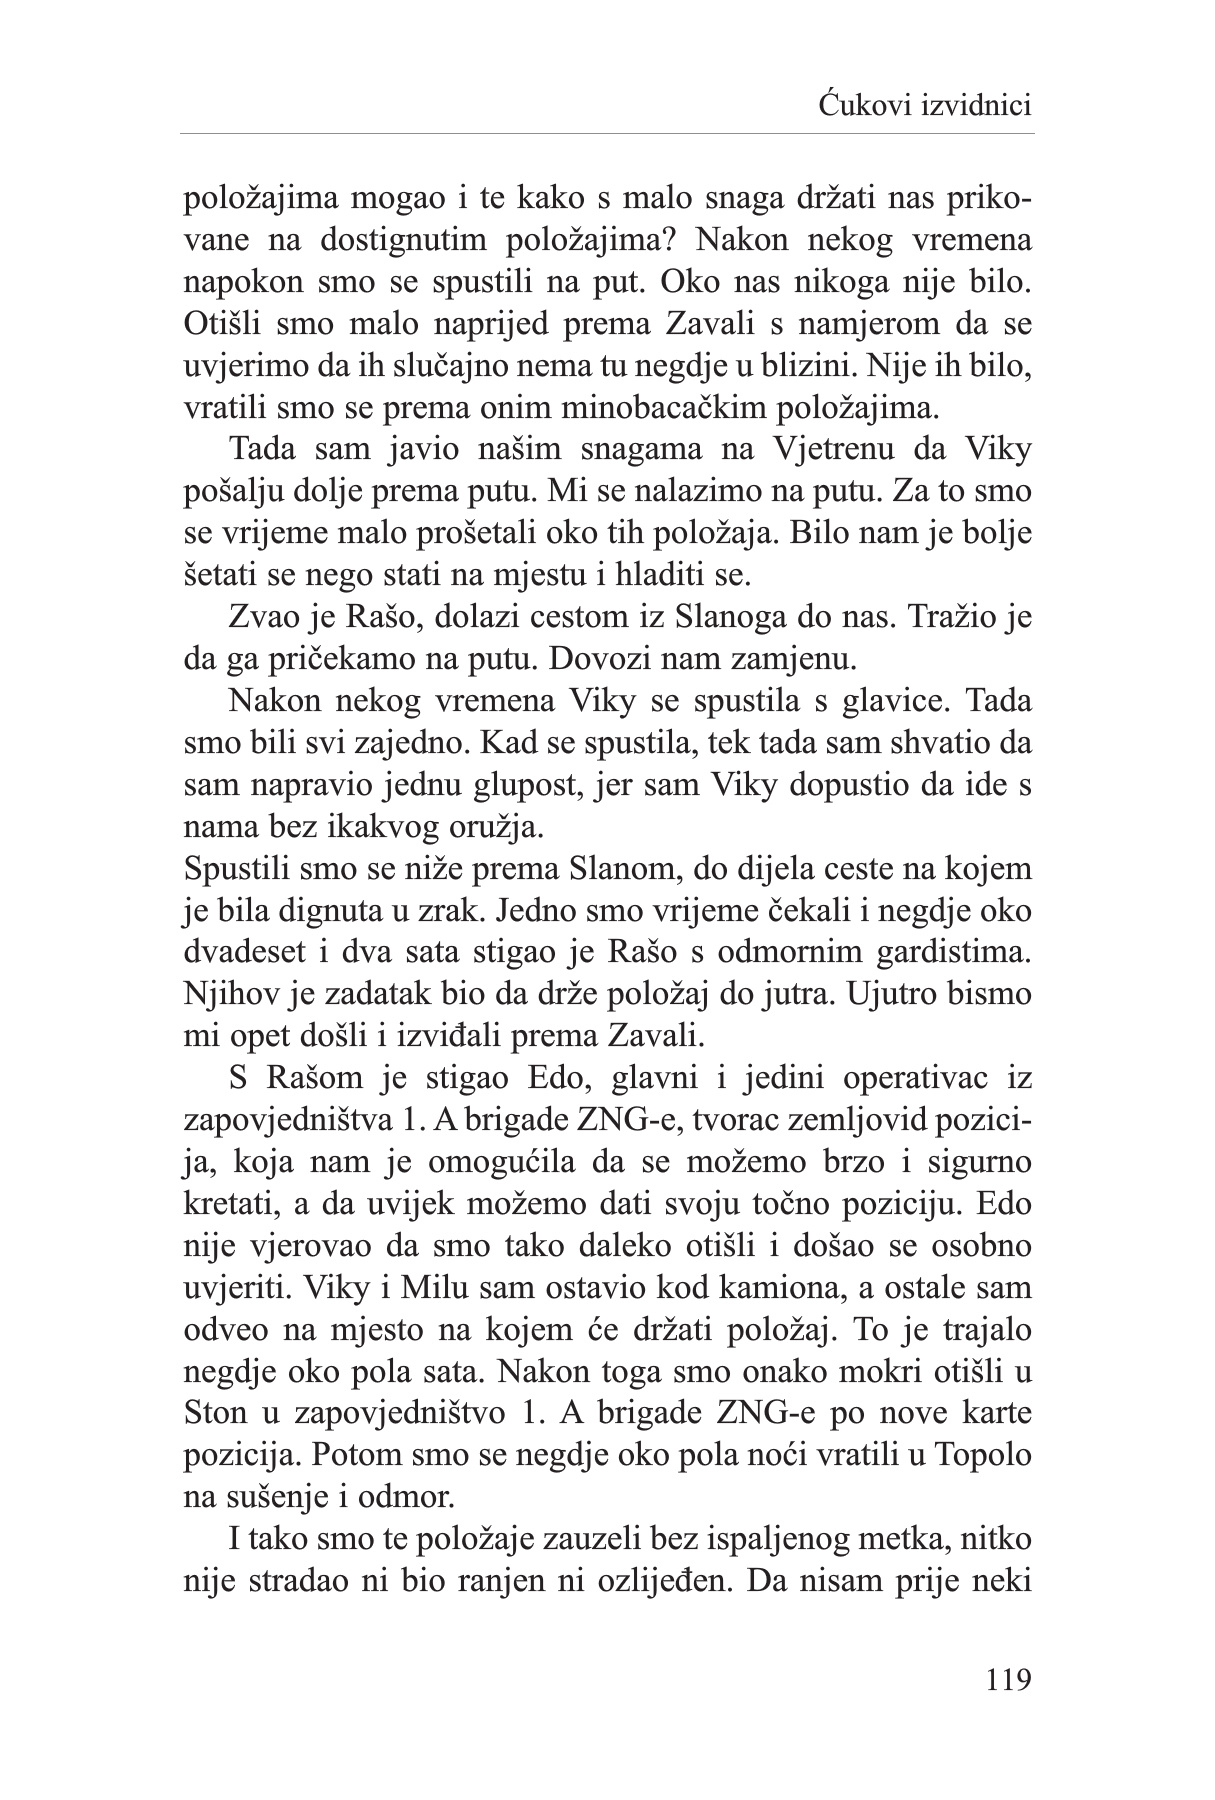 Ćukovi izvidnici
položajima mogao i te kako s malo snaga držati nas priko-
vane na dostignutim položajima? Nakon nekog vremena
napokon smo se spustili na put. Oko nas nikoga nije bilo.
Otišli smo malo naprijed prema Zavali s namjerom da se
uvjerimo da ih slučajno nema tu negdje u blizini. Nije ih bilo,
vratili smo se prema onim minobacačkim položajima.
Tada sam javio našim snagama na Vjetrenu da Viky
pošalju dolje prema putu. Mi se nalazimo na putu. Za to smo
se vrijeme malo prošetali oko tih položaja. Bilo nam je bolje
šetati se nego stati na mjestu i hladiti se.
Zvao je Rašo, dolazi cestom iz Slanoga do nas. Tražio je
da ga pričekamo na putu. Dovozi nam zamjenu.
Nakon nekog vremena Viky se spustila s glavice. Tada
smo bili svi zajedno. Kad se spustila, tek tada sam shvatio da
sam napravio jednu glupost, jer sam Viky dopustio da ide s
nama bez ikakvog oružja.
Spustili smo se niže prema Slanom, do dijela ceste na kojem
je bila dignuta u zrak. Jedno smo vrijeme čekali i negdje oko
dvadeset i dva sata stigao je Rašo s odmornim gardistima.
Njihov je zadatak bio da drže položaj do jutra. Ujutro bismo
mi opet došli i izviđali prema Zavali.
S Rašom je stigao Edo, glavni i jedini operativac iz
zapovjedništva 1. A brigade ZNG-e, tvorac zemljovid pozici-
ja, koja nam je omogućila da se možemo brzo i sigurno
kretati, a da uvijek možemo dati svoju točno poziciju. Edo
nije vjerovao da smo tako daleko otišli i došao se osobno
uvjeriti. Viky i Milu sam ostavio kod kamiona, a ostale sam
odveo na mjesto na kojem će držati položaj. To je trajalo
negdje oko pola sata. Nakon toga smo onako mokri otišli u
Ston u zapovjedništvo 1. A brigade ZNG-e po nove karte
pozicija. Potom smo se negdje oko pola noći vratili u Topolo
na sušenje i odmor.
I tako smo te položaje zauzeli bez ispaljenog metka, nitko
nije stradao ni bio ranjen ni ozlijeđen. Da nisam prije neki
119